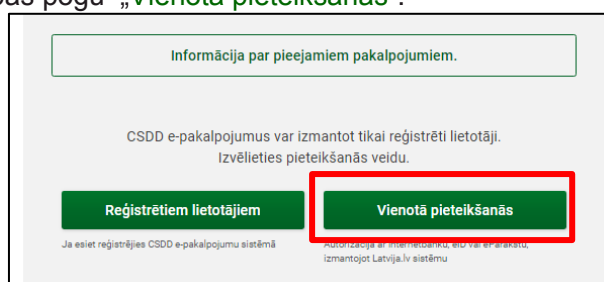 pogu „Vienotā pieteikšanās”.
Informācija par pieejamiem pakalpojumiem.
CSDD e-pakalpojumus var izmantot tikai reģistrēti lietotāji.
Izvēlieties pieteikšanās veidu.
Reģistrētiem lietotājiem
Vienotā pieteikšanās
Ja esiet reģistrējies CSDD e-pakalpojumu sistēmā
Autorizācija ar internetbanku, eID vai eParakstu,
izmantojot Latvija.lv sistēmu